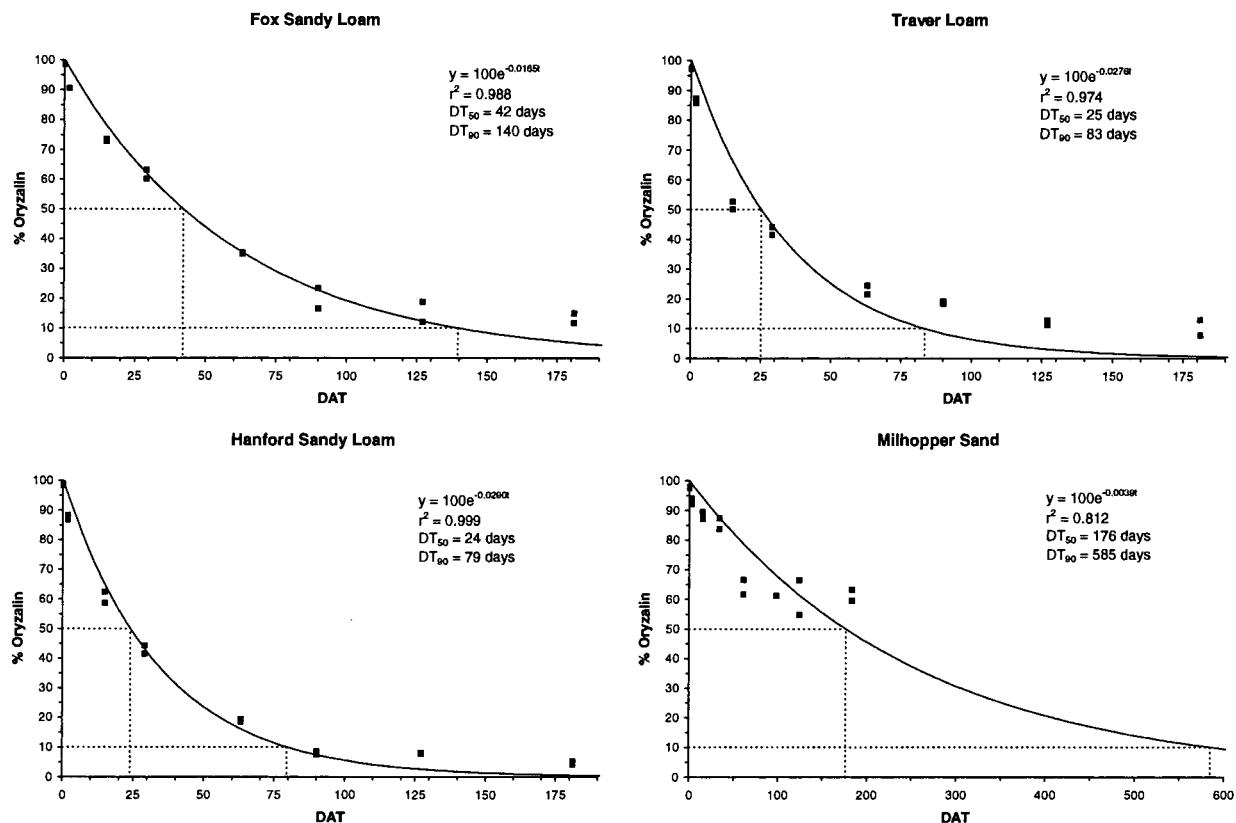 Fox Sandy Loam
100
90
80
70
60
50
40
30
20
10
0
% Oryzalin
y = 100e^-0.0165t
r² = 0.988
DT₅₀ = 42 days
DT₉₀ = 140 days
0 25 50 75 100 125 150 175
DAT
Traver Loam
100
90
80
70
60
50
40
30
20
10
0
% Oryzalin
y = 100e^-0.0276t
r² = 0.974
DT₅₀ = 25 days
DT₉₀ = 83 days
0 25 50 75 100 125 150 175
DAT
Hanford Sandy Loam
100
90
80
70
60
50
40
30
20
10
0
% Oryzalin
y = 100e^-0.0290t
r² = 0.999
DT₅₀ = 24 days
DT₉₀ = 79 days
0 25 50 75 100 125 150 175
DAT
Milhopper Sand
100
90
80
70
60
50
40
30
20
10
0
% Oryzalin
y = 100e^-0.0039t
r² = 0.812
DT₅₀ = 176 days
DT₉₀ = 585 days
0 100 200 300 400 500 600
DAT